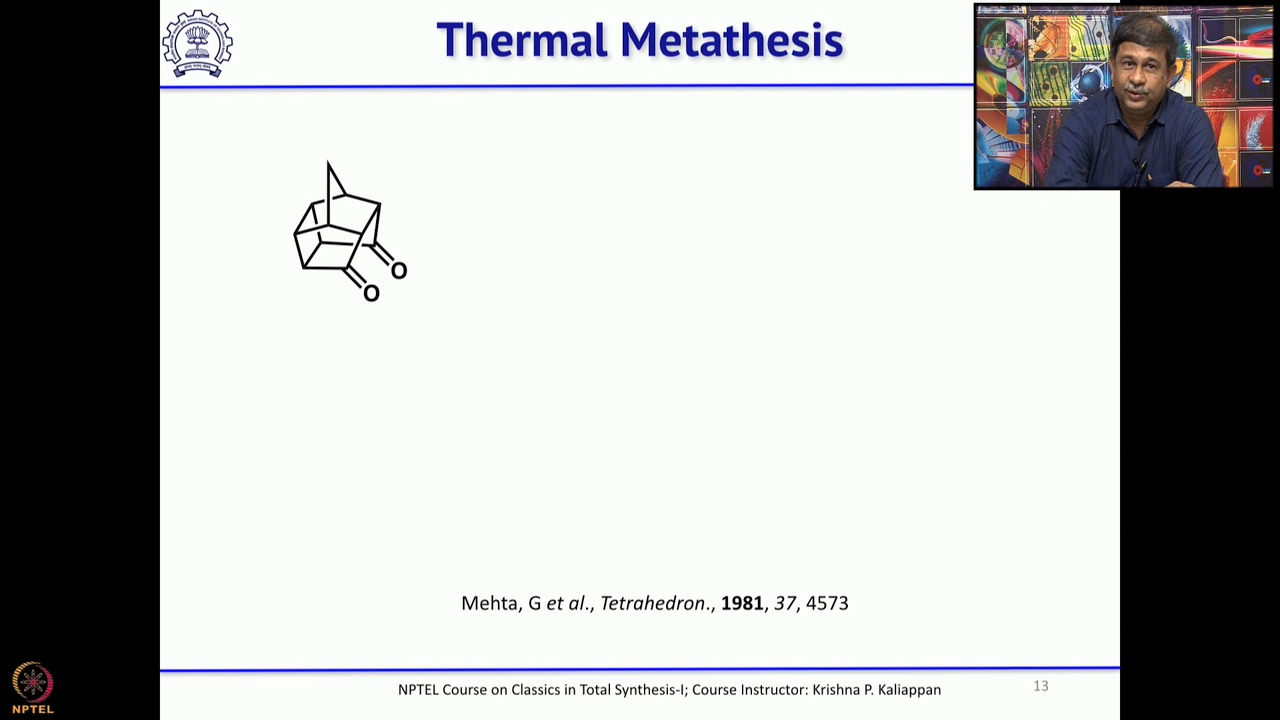 Thermal Metathesis
O
O
Mehta, G et al., Tetrahedron., 1981, 37, 4573
NPTEL Course on Classics in Total Synthesis-I; Course Instructor: Krishna P. Kaliappan
13
NPTEL